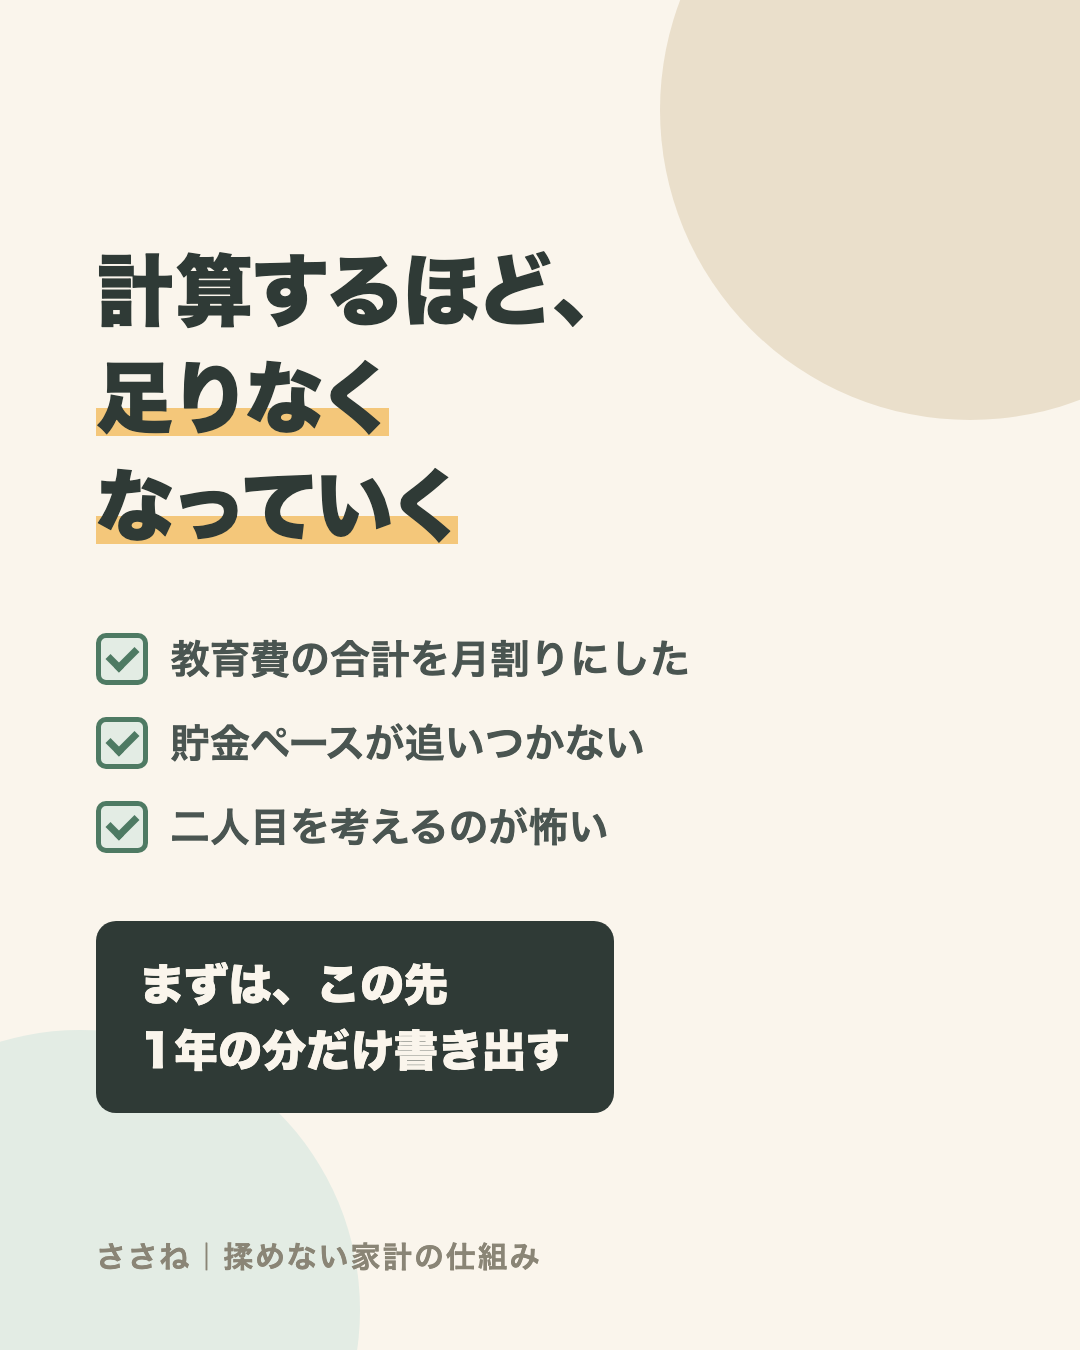 計算するほど、
足りなく
なっていく
教育費の合計を月割りにした
貯金ペースが追いつかない
二人目を考えるのが怖い
まずは、この先
1年の分だけ書き出す
ささね｜揉めない家計の仕組み